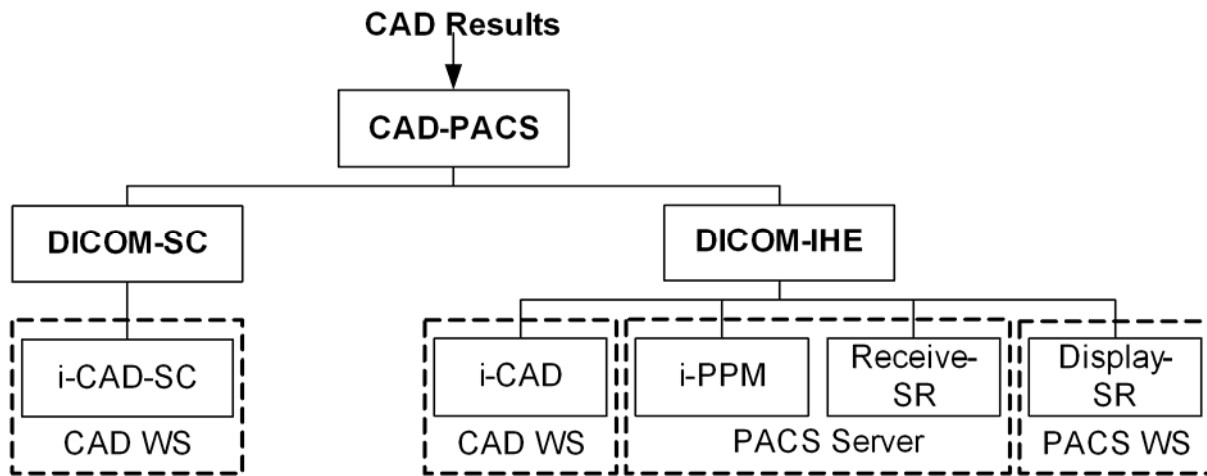 CAD Results
CAD-PACS
DICOM-SC
DICOM-IHE
i-CAD-SC
i-CAD
i-PPM
Receive-
SR
Display-
SR
CAD WS
CAD WS
PACS Server
PACS WS